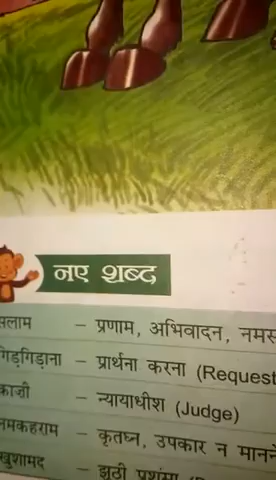 नए शब्द
सलाम – प्रणाम, अभिवादन, नमस
गिड़गिड़ाना – प्रार्थना करना (Request
काज़ी – न्यायाधीश (Judge)
नमकहराम – कृतघ्न, उपकार न मानने
खुशामद – झूठी प्रशंसा